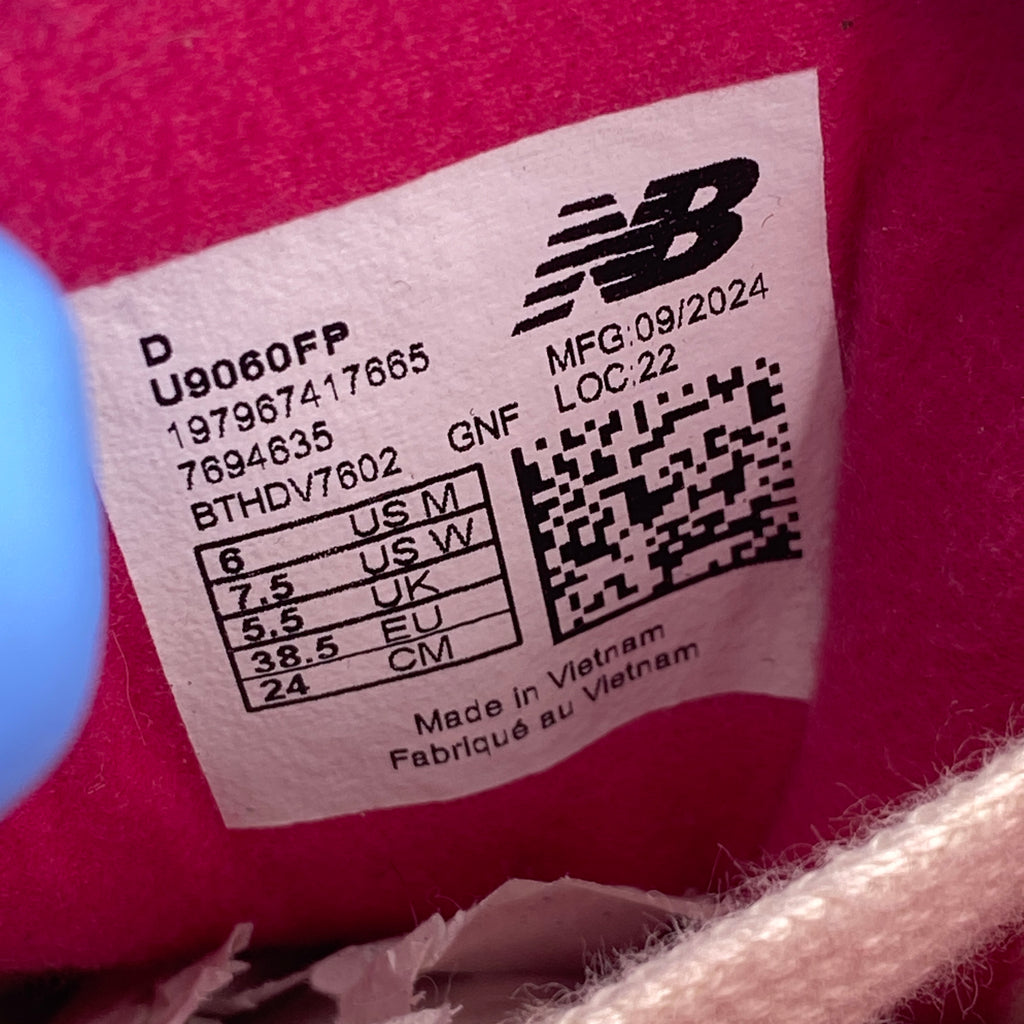 NB
D
U9060FP
197967417665
7694635
BTHDV7602 GNF
MFG:09/2024
LOC:22
6 US M
7.5 US W
5.5 UK
38.5 EU
24 CM
Made in Vietnam
Fabriqué au Vietnam